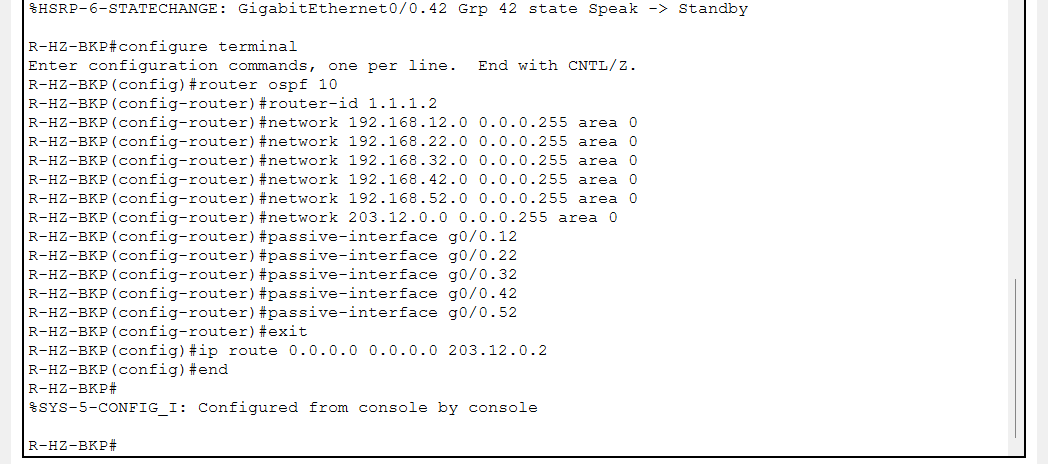 %HSRP-6-STATECHANGE: GigabitEthernet0/0.42 Grp 42 state Speak -> Standby
R-HZ-BKP#configure terminal
Enter configuration commands, one per line.  End with CNTL/Z.
R-HZ-BKP(config)#router ospf 10
R-HZ-BKP(config-router)#router-id 1.1.1.2
R-HZ-BKP(config-router)#network 192.168.12.0 0.0.0.255 area 0
R-HZ-BKP(config-router)#network 192.168.22.0 0.0.0.255 area 0
R-HZ-BKP(config-router)#network 192.168.32.0 0.0.0.255 area 0
R-HZ-BKP(config-router)#network 192.168.42.0 0.0.0.255 area 0
R-HZ-BKP(config-router)#network 192.168.52.0 0.0.0.255 area 0
R-HZ-BKP(config-router)#network 203.12.0.0 0.0.0.255 area 0
R-HZ-BKP(config-router)#passive-interface g0/0.12
R-HZ-BKP(config-router)#passive-interface g0/0.22
R-HZ-BKP(config-router)#passive-interface g0/0.32
R-HZ-BKP(config-router)#passive-interface g0/0.42
R-HZ-BKP(config-router)#passive-interface g0/0.52
R-HZ-BKP(config-router)#exit
R-HZ-BKP(config)#ip route 0.0.0.0 0.0.0.0 203.12.0.2
R-HZ-BKP(config)#end
R-HZ-BKP#
%SYS-5-CONFIG_I: Configured from console by console
R-HZ-BKP#